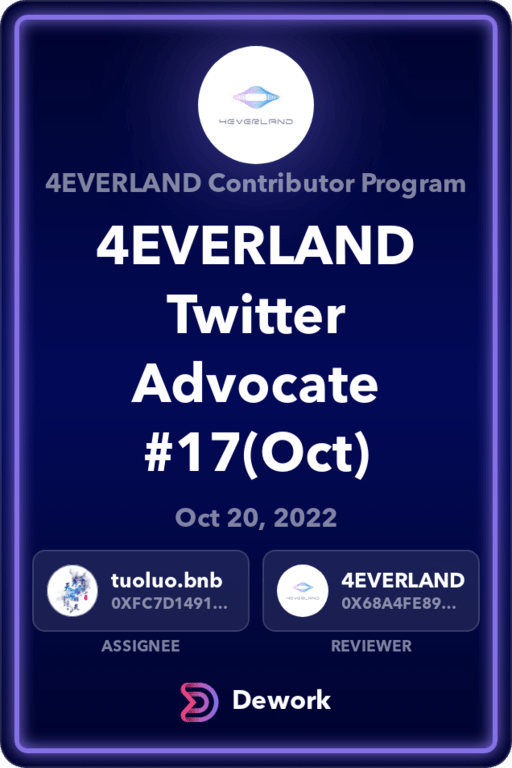 4EVERLAND
4EVERLAND Contributor Program
4EVERLAND
Twitter
Advocate
#17(Oct)
Oct 20, 2022
tuoluo.bnb
0XFC7D1491...
ASSIGNEE
4EVERLAND
4EVERLAND
0X68A4FE89...
REVIEWER
Dework